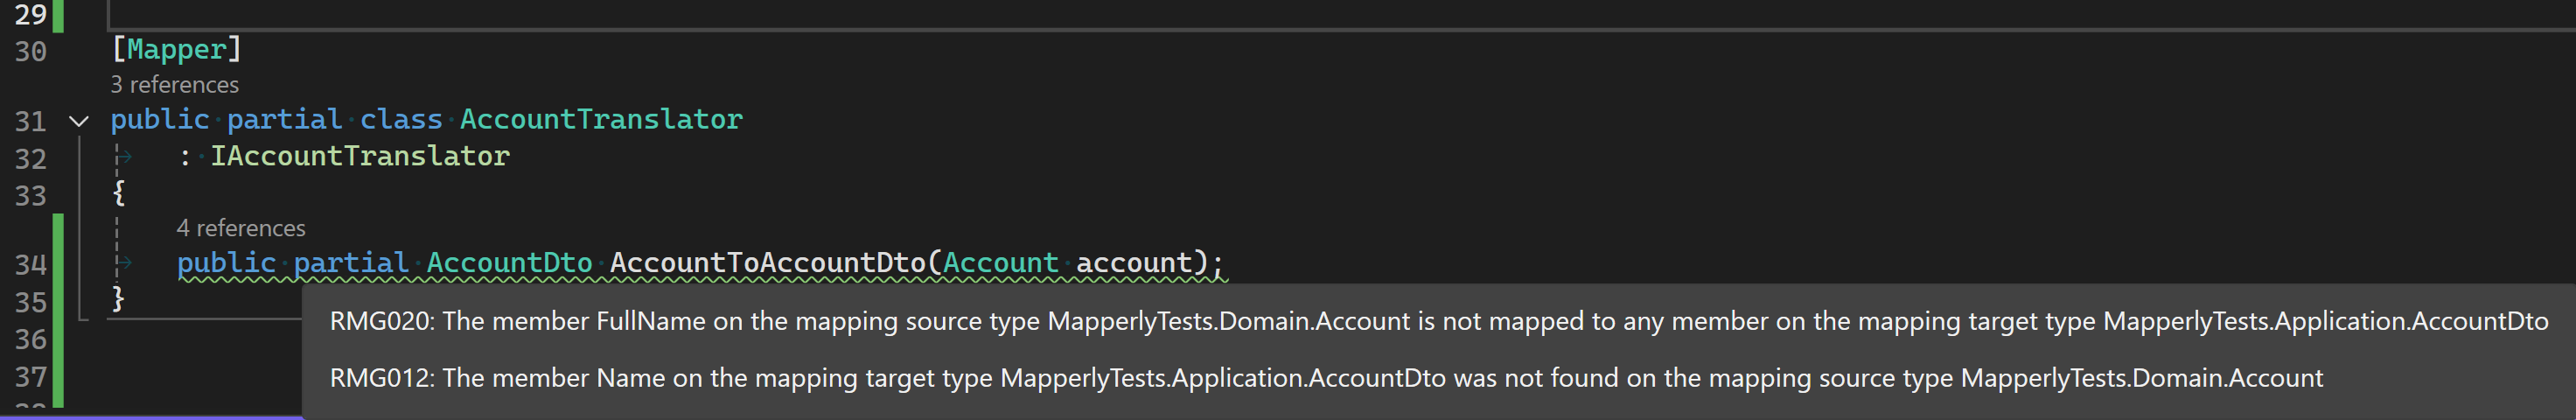 29
30 [Mapper]
3 references
31 public partial class AccountTranslator
32 : IAccountTranslator
33 {
4 references
34 public partial AccountDto AccountToAccountDto(Account account);
35 }
RMG020: The member FullName on the mapping source type MapperlyTests.Domain.Account is not mapped to any member on the mapping target type MapperlyTests.Application.AccountDto
36
37 RMG012: The member Name on the mapping target type MapperlyTests.Application.AccountDto was not found on the mapping source type MapperlyTests.Domain.Account